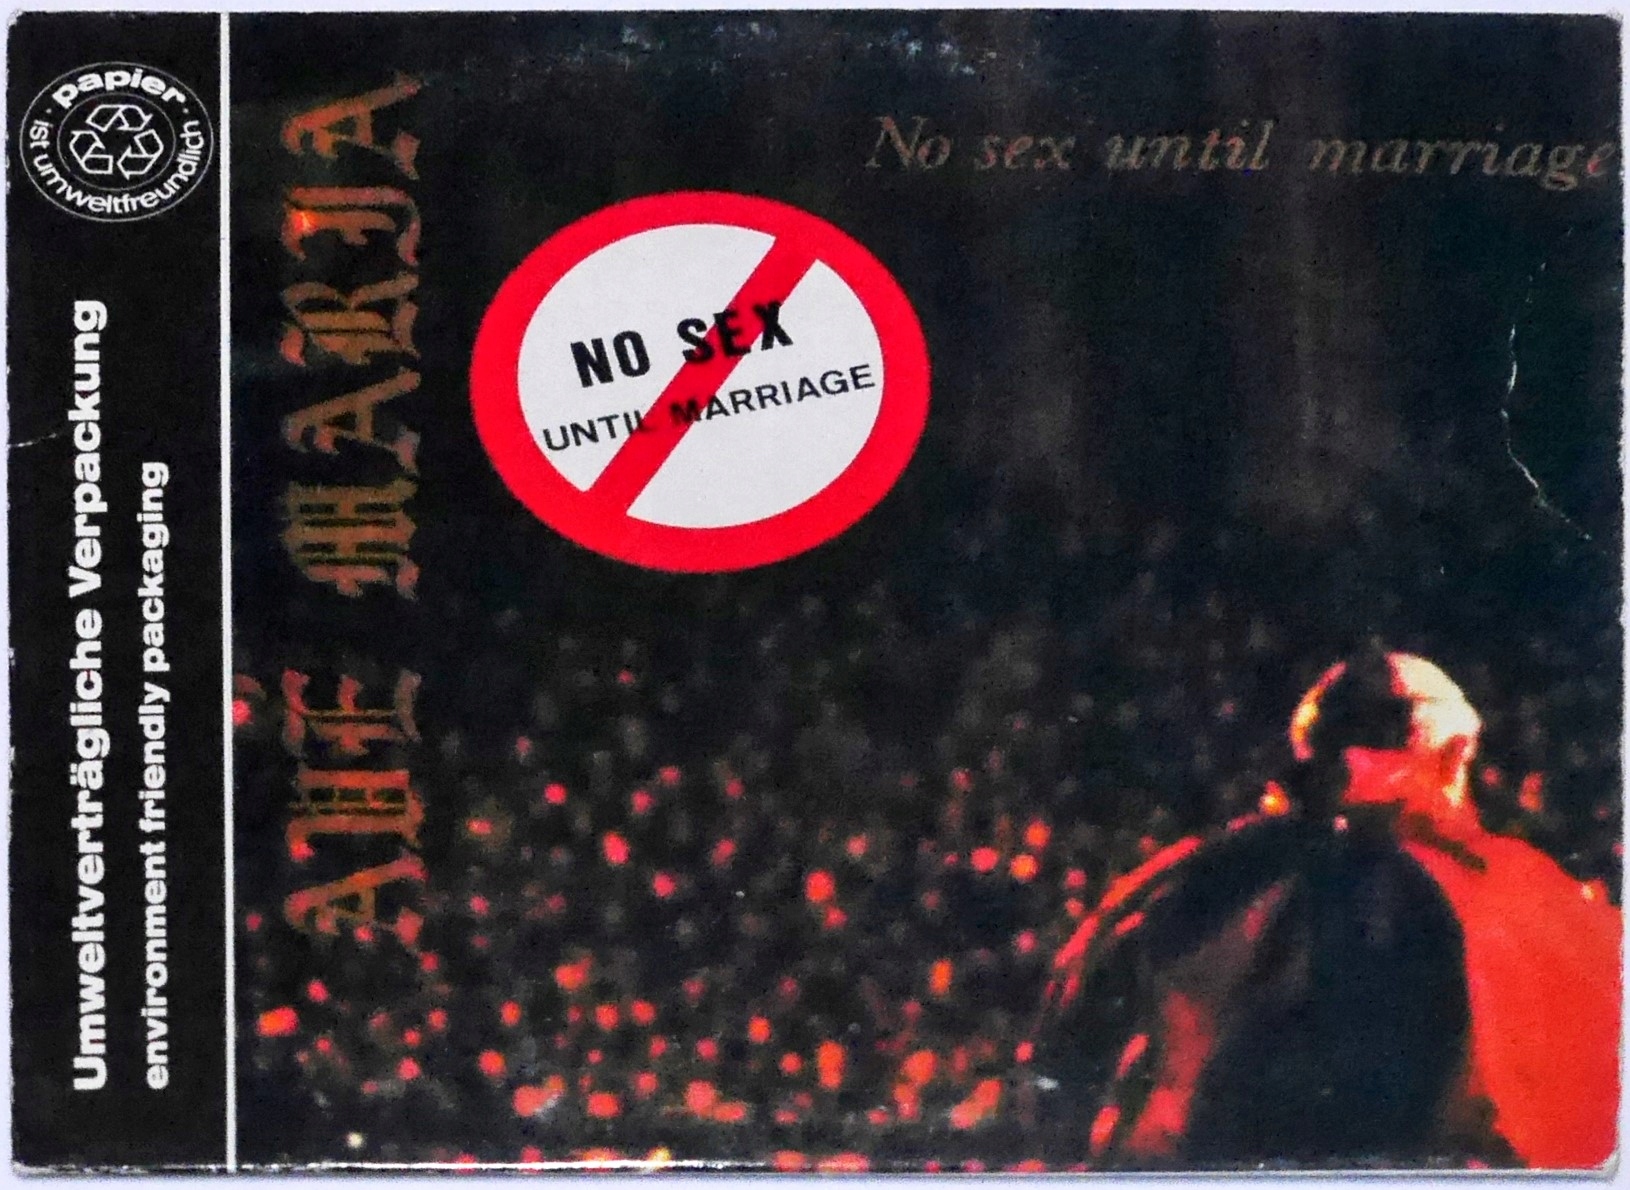 papier
· ist umweltfreundlich ·
Umweltverträgliche Verpackung
environment friendly packaging
AVE MARIA
No sex until marriage
NO SEX
UNTIL MARRIAGE